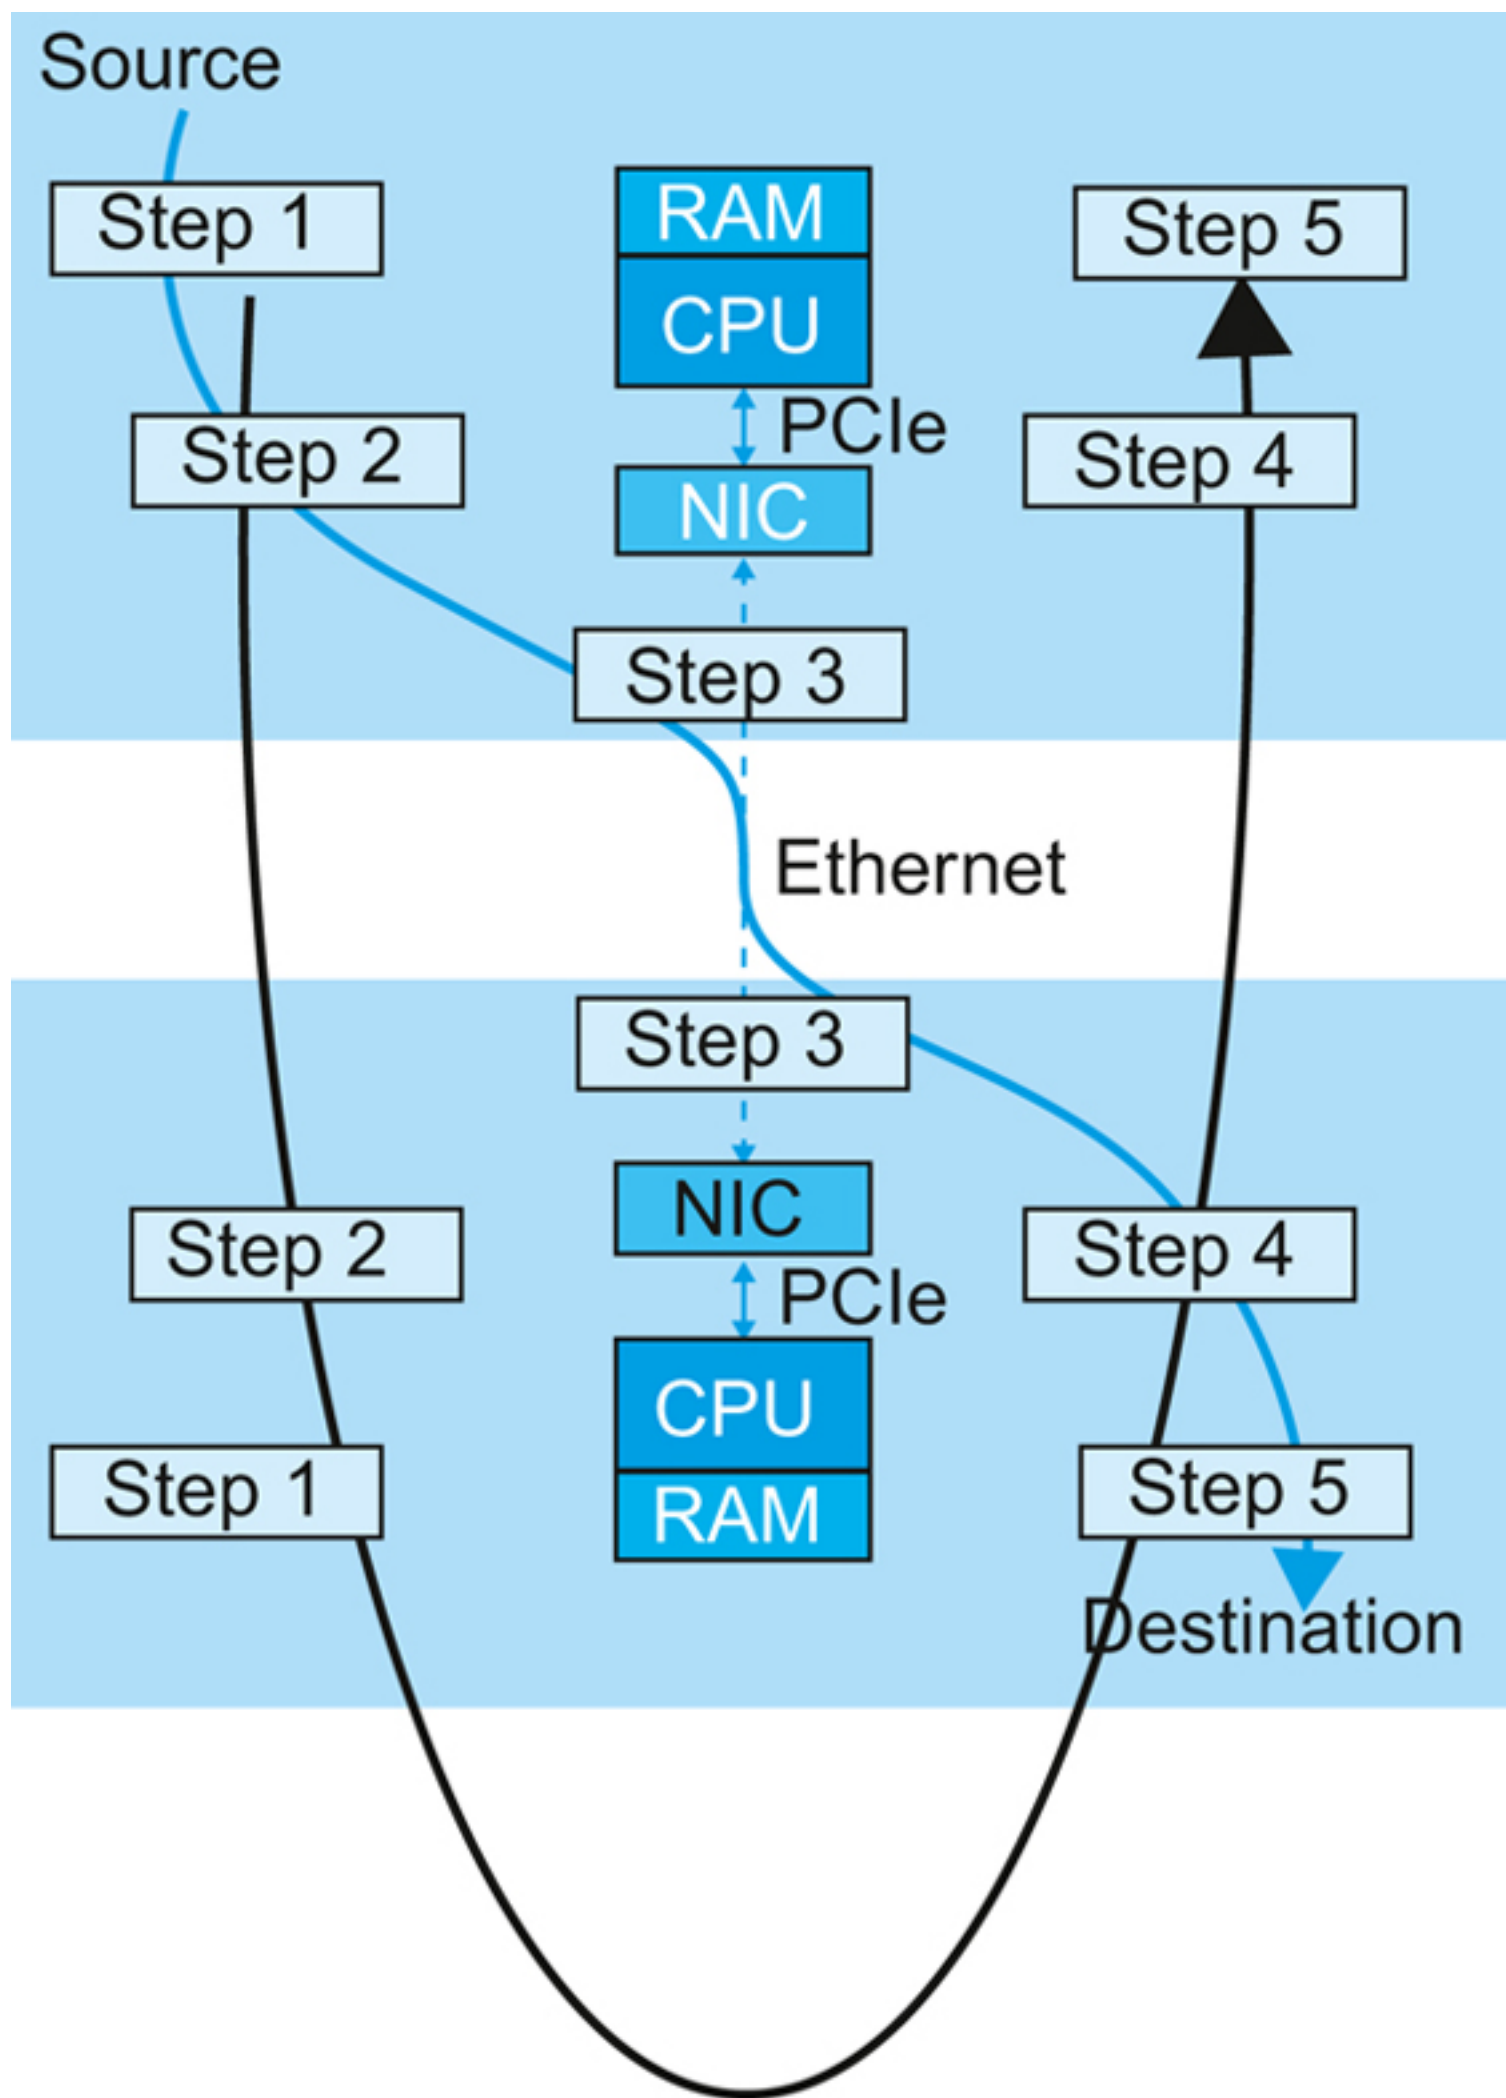 Source
Step 1
RAM
Step 5
CPU
PCIe
Step 2
Step 4
NIC
Step 3
Ethernet
Step 3
NIC
Step 2
Step 4
PCIe
CPU
Step 1
Step 5
RAM
Destination